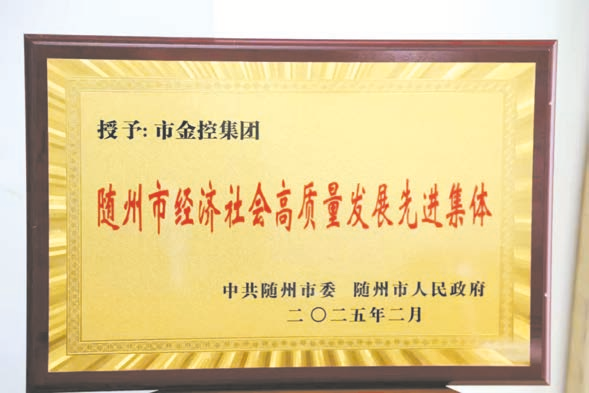 授予:市金控集团
随州市经济社会高质量发展先进集体
中共随州市委 随州市人民政府
二〇二五年二月